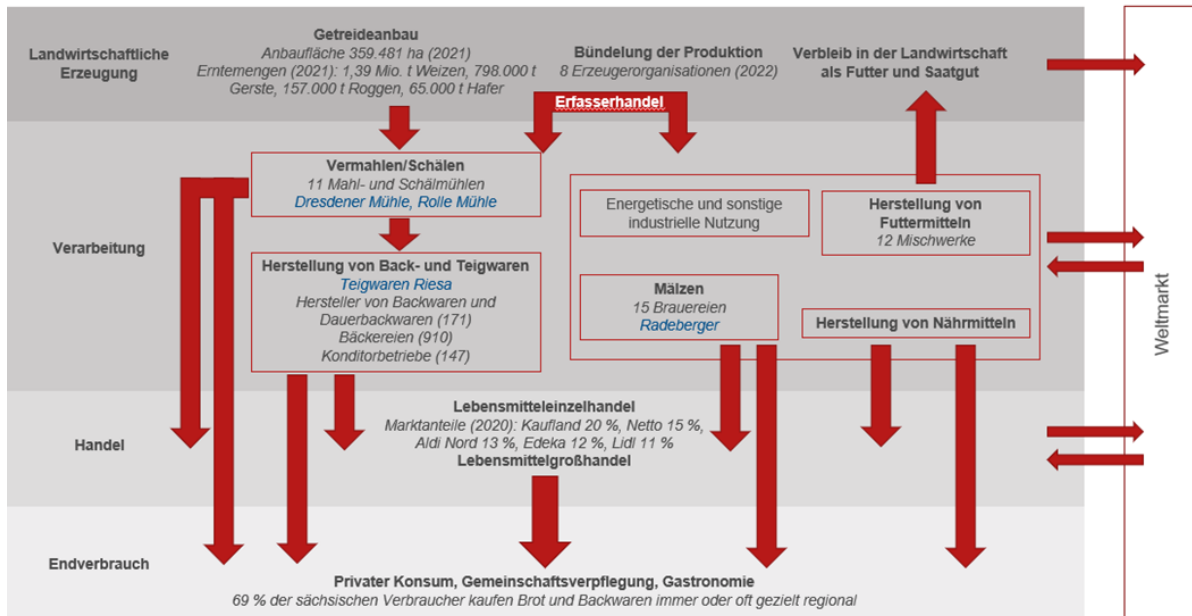 Landwirtschaftliche
Erzeugung
Getreideanbau
Anbaufläche 359.481 ha (2021)
Erntemengen (2021): 1,39 Mio. t Weizen, 798.000 t
Gerste, 157.000 t Roggen, 65.000 t Hafer
Bündelung der Produktion
8 Erzeugerorganisationen (2022)
Verbleib in der Landwirtschaft
als Futter und Saatgut
Erfasserhandel
Verarbeitung
Vermahlen/Schälen
11 Mahl- und Schälmühlen
Dresdener Mühle, Rolle Mühle
Herstellung von Back- und Teigwaren
Teigwaren Riesa
Hersteller von Backwaren und
Dauerbackwaren (171)
Bäckereien (910)
Konditorbetriebe (147)
Energetische und sonstige
industrielle Nutzung
Herstellung von
Futtermitteln
12 Mischwerke
Mälzen
15 Brauereien
Radeberger
Herstellung von Nährmitteln
Handel
Lebensmitteleinzelhandel
Marktanteile (2020): Kaufland 20 %, Netto 15 %,
Aldi Nord 13 %, Edeka 12 %, Lidl 11 %
Lebensmittelgroßhandel
Endverbrauch
Privater Konsum, Gemeinschaftsverpflegung, Gastronomie
69 % der sächsischen Verbraucher kaufen Brot und Backwaren immer oder oft gezielt regional
Weltmarkt